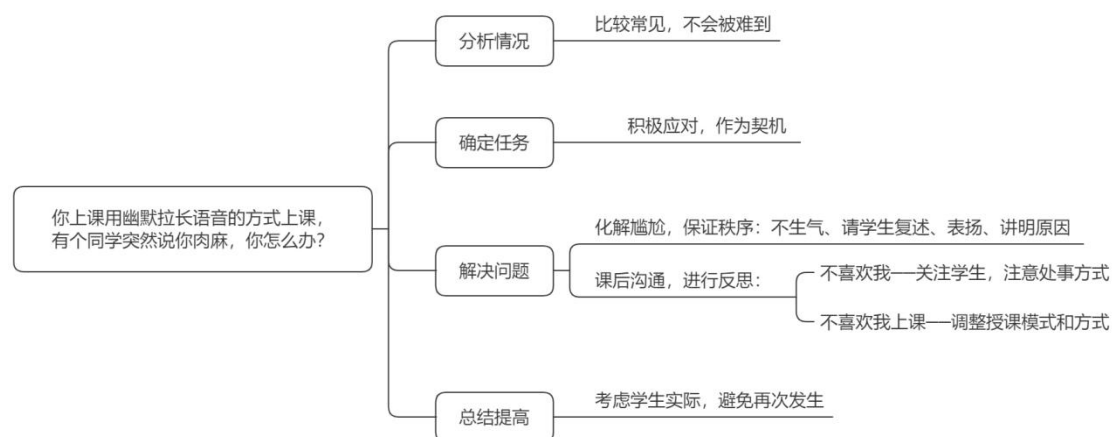 你上课用幽默拉长语音的方式上课，
有个同学突然说你肉麻，你怎么办？
分析情况
比较常见，不会被难到
确定任务
积极应对，作为契机
解决问题
化解尴尬，保证秩序：不生气、请学生复述、表扬、讲明原因
课后沟通，进行反思：
不喜欢我——关注学生，注意处事方式
不喜欢我上课——调整授课模式和方式
总结提高
考虑学生实际，避免再次发生